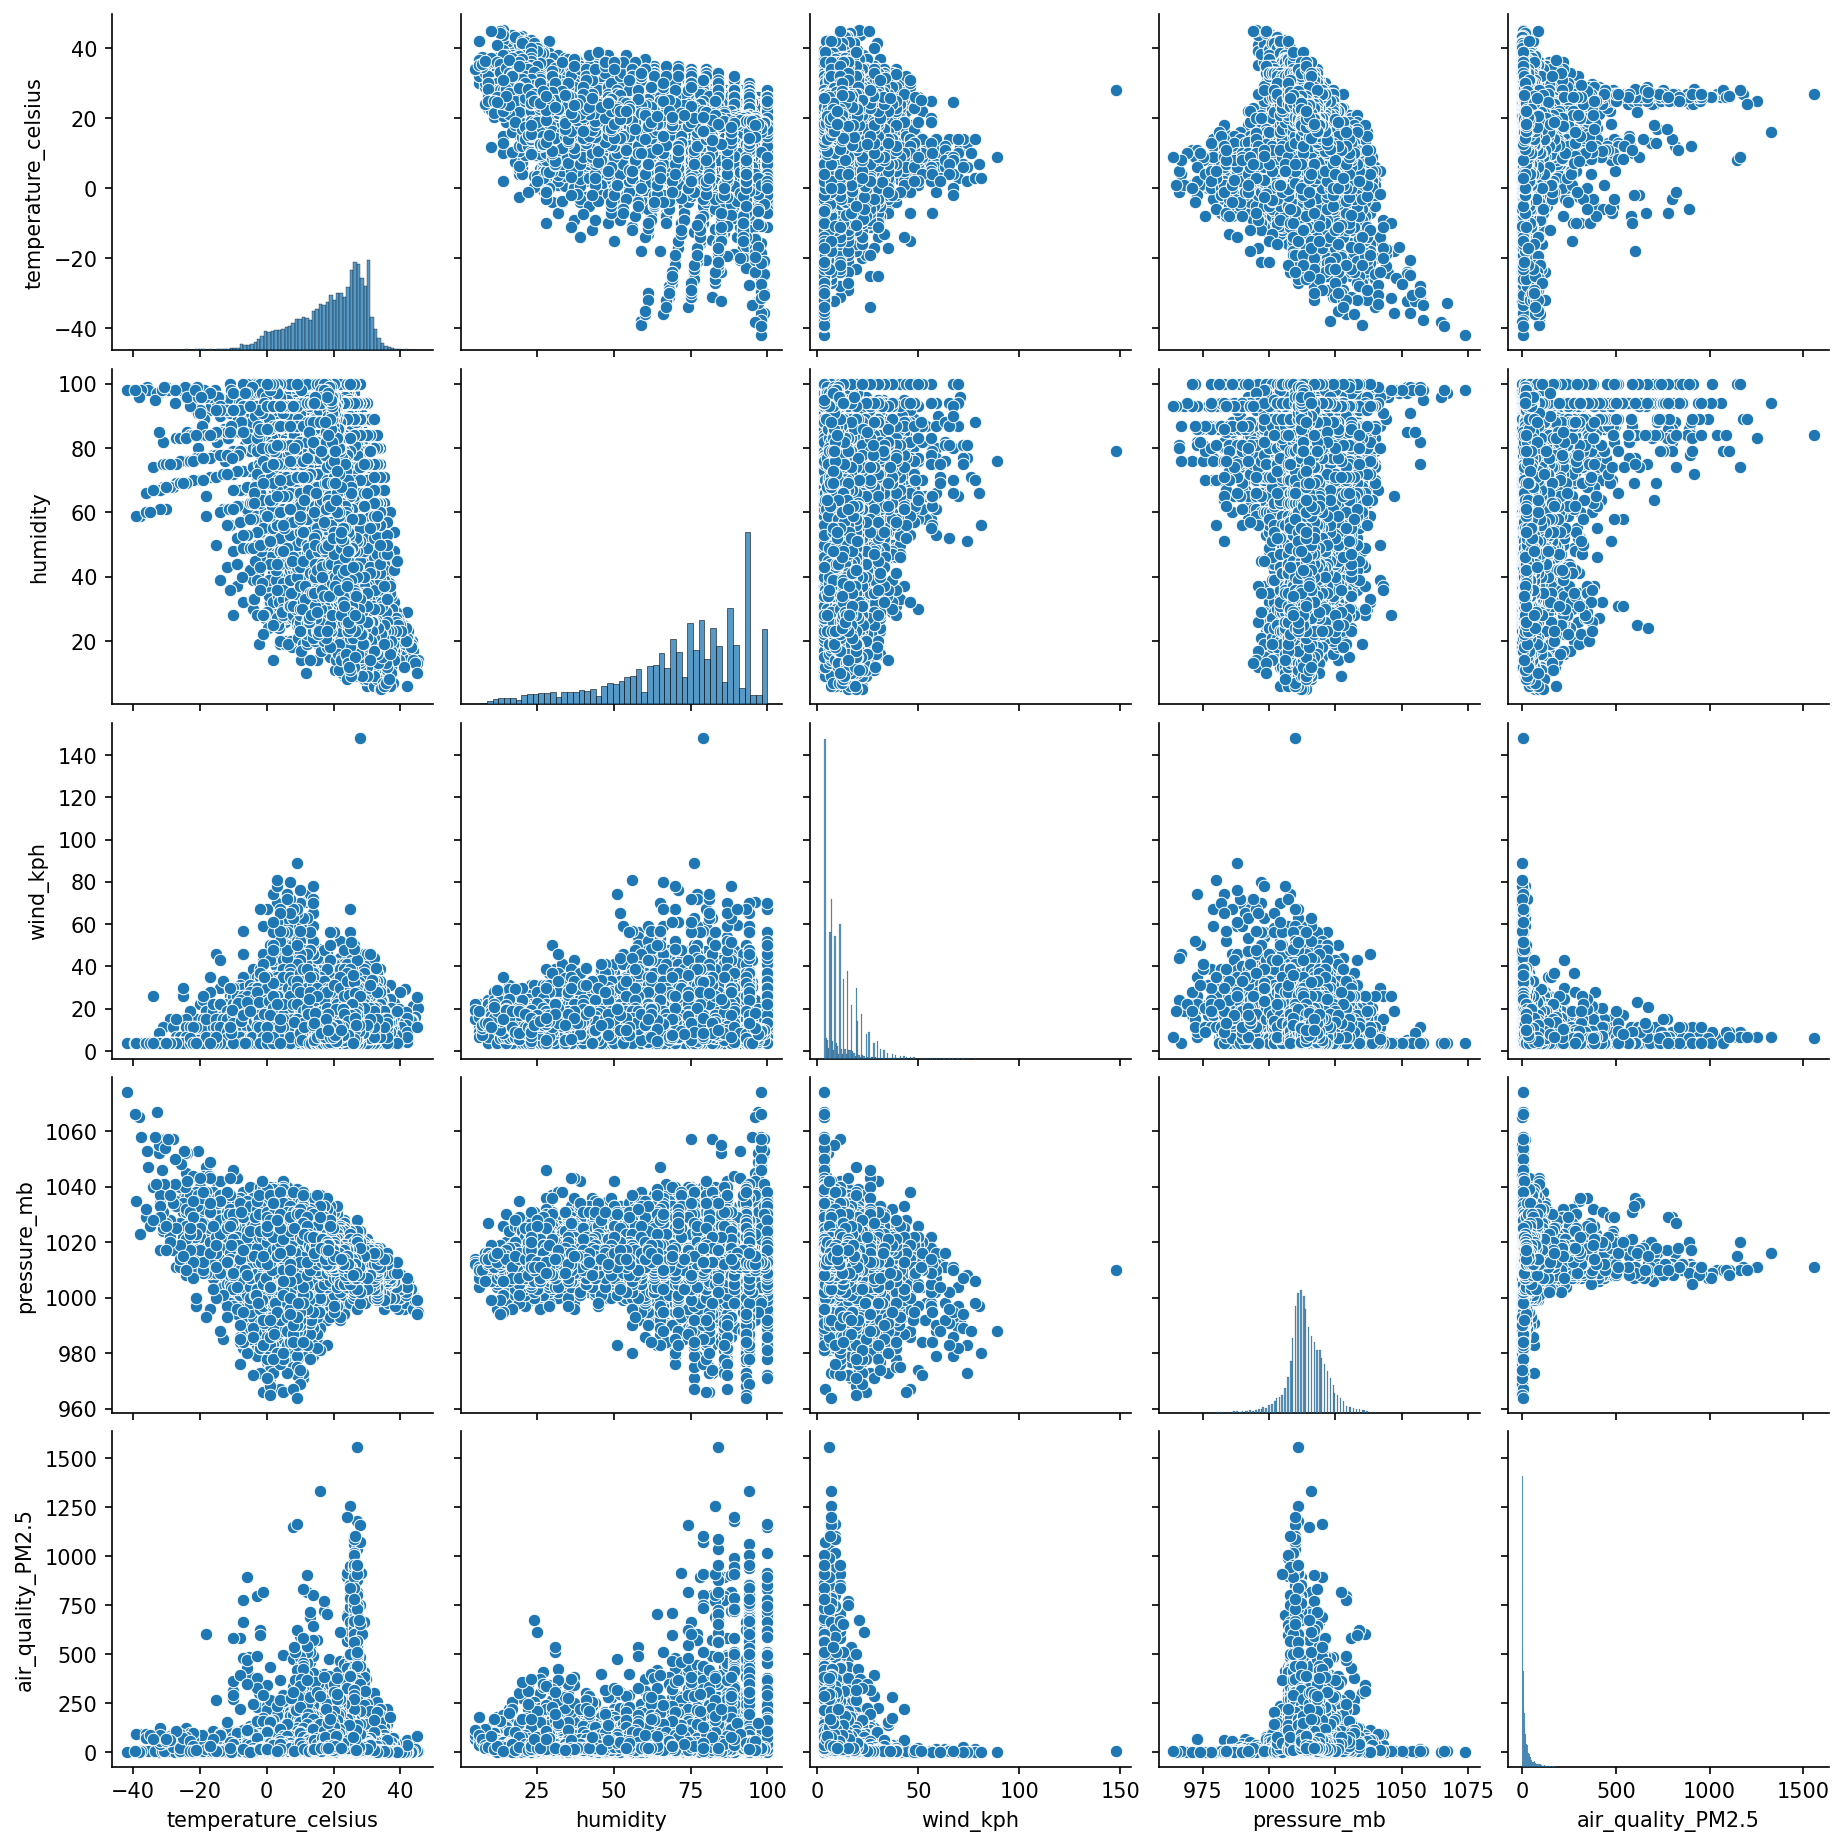 temperature_celsius
40
20
0
−20
−40
humidity
100
80
60
40
20
wind_kph
140
120
100
80
60
40
20
0
pressure_mb
1060
1040
1020
1000
980
960
air_quality_PM2.5
1500
1250
1000
750
500
250
0
−40 −20 0 20 40
25 50 75 100
0 50 100 150
975 1000 1025 1050 1075
0 500 1000 1500
temperature_celsius
humidity
wind_kph
pressure_mb
air_quality_PM2.5